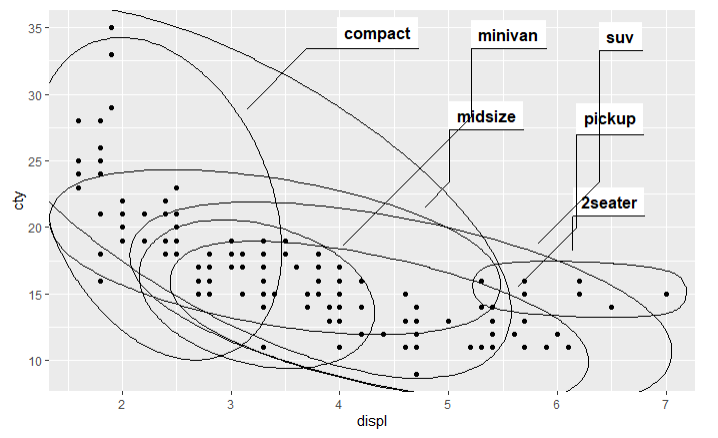 compact
minivan
suv
midsize
pickup
2seater
35
30
25
20
15
10
cty
2 3 4 5 6 7
displ